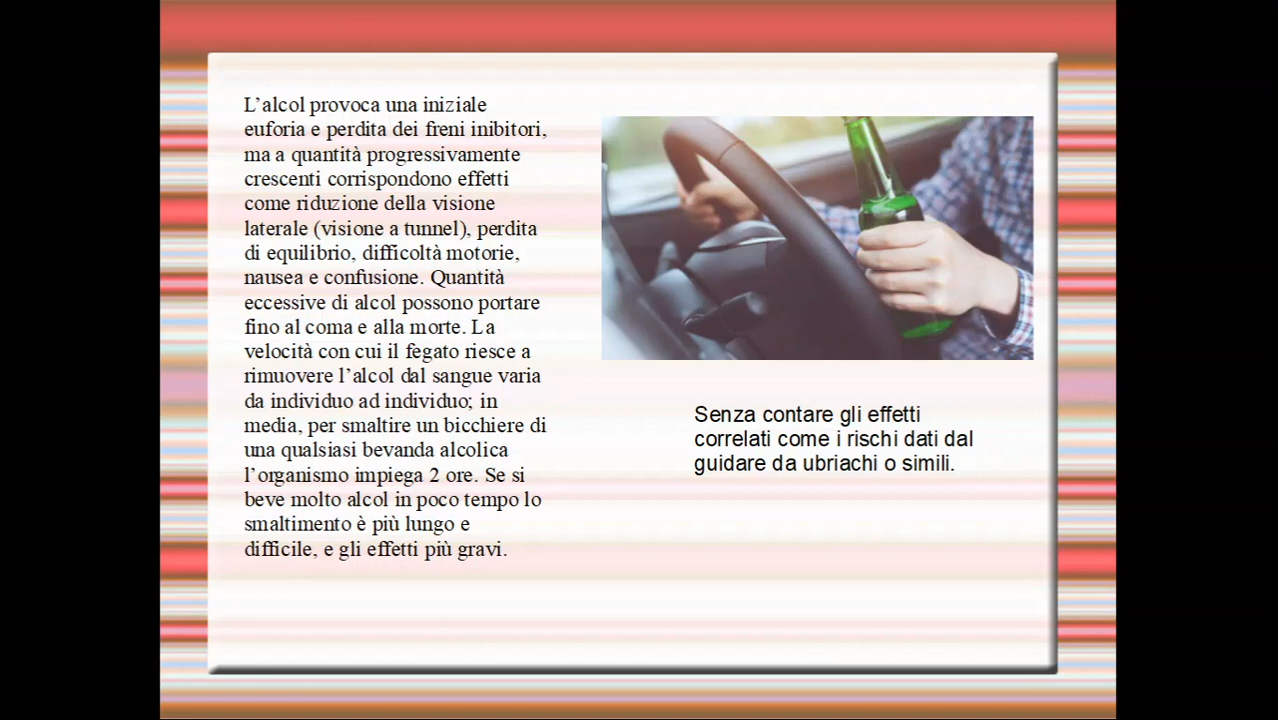 L’alcol provoca una iniziale
euforia e perdita dei freni inibitori,
ma a quantità progressivamente
crescenti corrispondono effetti
come riduzione della visione
laterale (visione a tunnel), perdita
di equilibrio, difficoltà motorie,
nausea e confusione. Quantità
eccessive di alcol possono portare
fino al coma e alla morte. La
velocità con cui il fegato riesce a
rimuovere l’alcol dal sangue varia
da individuo ad individuo; in
media, per smaltire un bicchiere di
una qualsiasi bevanda alcolica
l’organismo impiega 2 ore. Se si
beve molto alcol in poco tempo lo
smaltimento è più lungo e
difficile, e gli effetti più gravi.
Senza contare gli effetti
correlati come i rischi dati dal
guidare da ubriachi o simili.